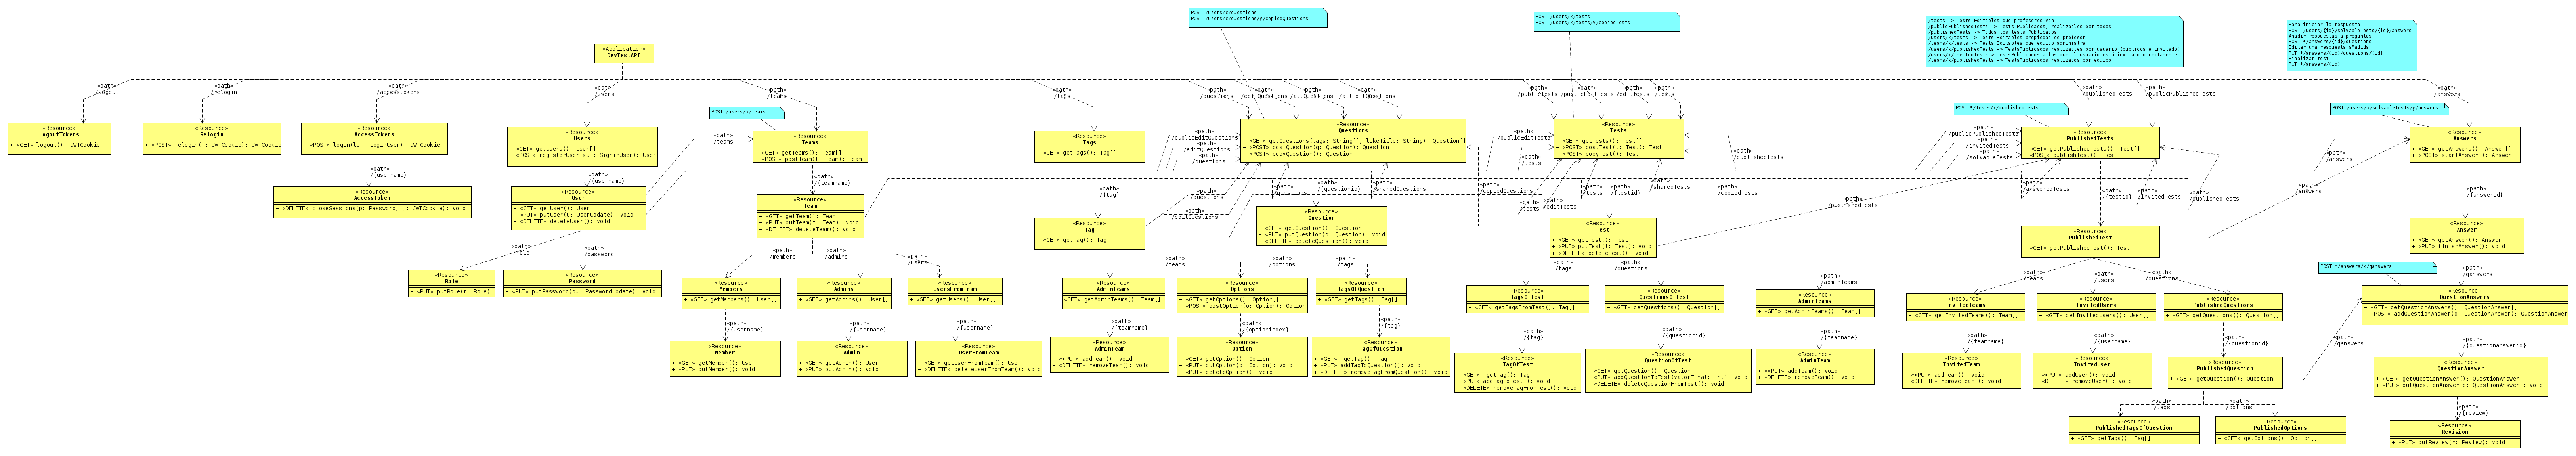 POST /users/x/questions
POST /users/x/questions/y/copiedQuestions
POST /users/x/tests
POST /users/x/tests/y/copiedTests
/tests -> Tests Editables que profesores ven
/publicPublishedTests -> Tests Publicados, realizables por todos
/publishedTests -> Todos los tests Publicados
/users/x/tests -> Tests Editables propiedad de profesor
/teams/x/tests -> Tests Editables que equipo administra
/users/x/publishedTests -> TestsPublicados realizables por usuario (públicos e invitado)
/users/x/invitedTests -> TestsPublicados a los que el usuario está invitado directamente
/teams/x/publishedTests -> TestsPublicados realizados por equipo
Para iniciar la respuesta:
POST /users/{id}/solvableTests/{id}/answers
Añadir respuestas a preguntas:
POST */answers/{id}/questions
Editar una respuesta añadida
PUT */answers/{id}/questions/{id}
Finalizar test:
PUT */answers/{id}
«Application»
DevTestAPI
«path»
/logout
«path»
/relogin
«path»
/accesstokens
«path»
/users
«path»
/teams
«path»
/tags
«path»
/questions
«path»
/editQuestions
«path»
/allQuestions
«path»
/allEditQuestions
«path»
/publicTests
«path»
/publicEditTests
«path»
/editTests
«path»
/tests
«path»
/publishedTests
«path»
/publicPublishedTests
«path»
/answers
POST /users/x/teams
POST */tests/x/publishedTests
POST /users/x/solvableTests/y/answers
«Resource»
LogoutTokens
+ «GET» logout(): JWTCookie
«Resource»
Relogin
+ «POST» relogin(j: JWTCookie): JWTCookie
«Resource»
AccessTokens
+ «POST» login(lu : LoginUser): JWTCookie
«Resource»
Users
+ «GET» getUsers(): User[]
+ «POST» registerUser(su : SigninUser): User
«path»
/teams
«Resource»
Teams
+ «GET» getTeams(): Team[]
+ «POST» postTeam(t: Team): Team
«Resource»
Tags
+ «GET» getTags(): Tag[]
«path»
/publicEditQuestions
«path»
/editQuestions
«path»
/questions
«Resource»
Questions
+ «GET» getQuestions(tags: String[], likeTitle: String): Question[]
+ «POST» postQuestion(q: Question): Question
+ «POST» copyQuestion(): Question
«path»
/publicEditTests
«path»
/tests
«Resource»
Tests
+ «GET» getTests(): Test[]
+ «POST» postTest(t: Test): Test
+ «POST» copyTest(): Test
«path»
/publishedTests
«path»
/publicPublishedTests
«path»
/invitedTests
«path»
/solvableTests
«Resource»
PublishedTests
+ «GET» getPublishedTests(): Test[]
+ «POST» publishTest(): Test
«path»
/answers
«Resource»
Answers
+ «GET» getAnswers(): Answer[]
+ «POST» startAnswer(): Answer
«path»
/{username}
«path»
/{username}
«path»
/{teamname}
«path»
/{tag}
«path»
/questions
«path»
/editQuestions
«path»
/questions
«path»
/{questionid}
«path»
/sharedQuestions
«path»
/copiedQuestions
«path»
/tests
«path»
/editTests
«path»
/tests
«path»
/{testid}
«path»
/sharedTests
«path»
/copiedTests
«path»
/publishedTests
«path»
/answeredTests
«path»
/{testid}
«path»
/invitedTests
«path»
/publishedTests
«path»
/answers
«path»
/{answerid}
«Resource»
AccessToken
+ «DELETE» closeSessions(p: Password, j: JWTCookie): void
«Resource»
User
+ «GET» getUser(): User
+ «PUT» putUser(u: UserUpdate): void
+ «DELETE» deleteUser(): void
«Resource»
Team
+ «GET» getTeam(): Team
+ «PUT» putTeam(t: Team): void
+ «DELETE» deleteTeam(): void
«Resource»
Tag
+ «GET» getTag(): Tag
«Resource»
Question
+ «GET» getQuestion(): Question
+ «PUT» putQuestion(q: Question): void
+ «DELETE» deleteQuestion(): void
«Resource»
Test
+ «GET» getTest(): Test
+ «PUT» putTest(t: Test): void
+ «DELETE» deleteTest(): void
«Resource»
PublishedTest
+ «GET» getPublishedTest(): Test
«Resource»
Answer
+ «GET» getAnswer(): Answer
+ «PUT» finishAnswer(): void
«path»
/role
«path»
/password
«path»
/members
«path»
/admins
«path»
/users
«path»
/teams
«path»
/options
«path»
/tags
«path»
/tags
«path»
/questions
«path»
/adminTeams
«path»
/teams
«path»
/users
«path»
/questions
POST */answers/x/qanswers
«path»
/qanswers
«Resource»
Role
+ «PUT» putRole(r: Role):
«Resource»
Password
+ «PUT» putPassword(pu: PasswordUpdate): void
«Resource»
Members
+ «GET» getMembers(): User[]
«Resource»
Admins
+ «GET» getAdmins(): User[]
«Resource»
UsersFromTeam
+ «GET» getUsers(): User[]
«Resource»
AdminTeams
«GET» getAdminTeams(): Team[]
«Resource»
Options
+ «GET» getOptions(): Option[]
+ «POST» postOption(o: Option): Option
«Resource»
TagsOfQuestion
+ «GET» getTags(): Tag[]
«Resource»
TagsOfTest
+ «GET» getTagsFromTest(): Tag[]
«Resource»
QuestionsOfTest
+ «GET» getQuestions(): Question[]
«Resource»
AdminTeams
+ «GET» getAdminTeams(): Team[]
«Resource»
InvitedTeams
+ «GET» getInvitedTeams(): Team[]
«Resource»
InvitedUsers
+ «GET» getInvitedUsers(): User[]
«Resource»
PublishedQuestions
+ «GET» getQuestions(): Question[]
«Resource»
QuestionAnswers
+ «GET» getQuestionAnswers(): QuestionAnswer[]
+ «POST» addQuestionAnswer(q: QuestionAnswer): QuestionAnswer
«path»
/{username}
«path»
/{username}
«path»
/{username}
«path»
/{teamname}
«path»
/{optionindex}
«path»
/{tag}
«path»
/{tag}
«path»
/{questionid}
«path»
/{teamname}
«path»
/{teamname}
«path»
/{username}
«path»
/{questionid}
«path»
/qanswers
«path»
/{questionanswerid}
«Resource»
Member
+ «GET» getMember(): User
+ «PUT» putMember(): void
«Resource»
Admin
+ «GET» getAdmin(): User
+ «PUT» putAdmin(): void
«Resource»
UserFromTeam
+ «GET» getUserFromTeam(): User
+ «DELETE» deleteUserFromTeam(): void
«Resource»
AdminTeam
+ <<PUT» addTeam(): void
+ «DELETE» removeTeam(): void
«Resource»
Option
+ «GET» getOption(): Option
+ «PUT» putOption(o: Option): void
+ «PUT» deleteOption(): void
«Resource»
TagOfQuestion
+ «GET» getTag(): Tag
+ «PUT» addTagToQuestion(): void
+ «DELETE» removeTagFromQuestion(): void
«Resource»
TagOfTest
+ «GET» getTag(): Tag
+ «PUT» addTagToTest(): void
+ «DELETE» removeTagFromTest(): void
«Resource»
QuestionOfTest
+ «GET» getQuestion(): Question
+ «PUT» addQuestionToTest(valorFinal: int): void
+ «DELETE» deleteQuestionFromTest(): void
«Resource»
AdminTeam
+ <<PUT» addTeam(): void
+ «DELETE» removeTeam(): void
«Resource»
InvitedTeam
+ <<PUT» addTeam(): void
+ «DELETE» removeTeam(): void
«Resource»
InvitedUser
+ <<PUT» addUser(): void
+ «DELETE» removeUser(): void
«Resource»
PublishedQuestion
+ «GET» getQuestion(): Question
«Resource»
QuestionAnswer
+ «GET» getQuestionAnswer(): QuestionAnswer
+ «PUT» putQuestionAnswer(q: QuestionAnswer): void
«path»
/tags
«path»
/options
«path»
/{review}
«Resource»
PublishedTagsOfQuestion
+ «GET» getTags(): Tag[]
«Resource»
PublishedOptions
+ «GET» getOptions(): Option[]
«Resource»
Revision
+ «PUT» putReview(r: Review): void